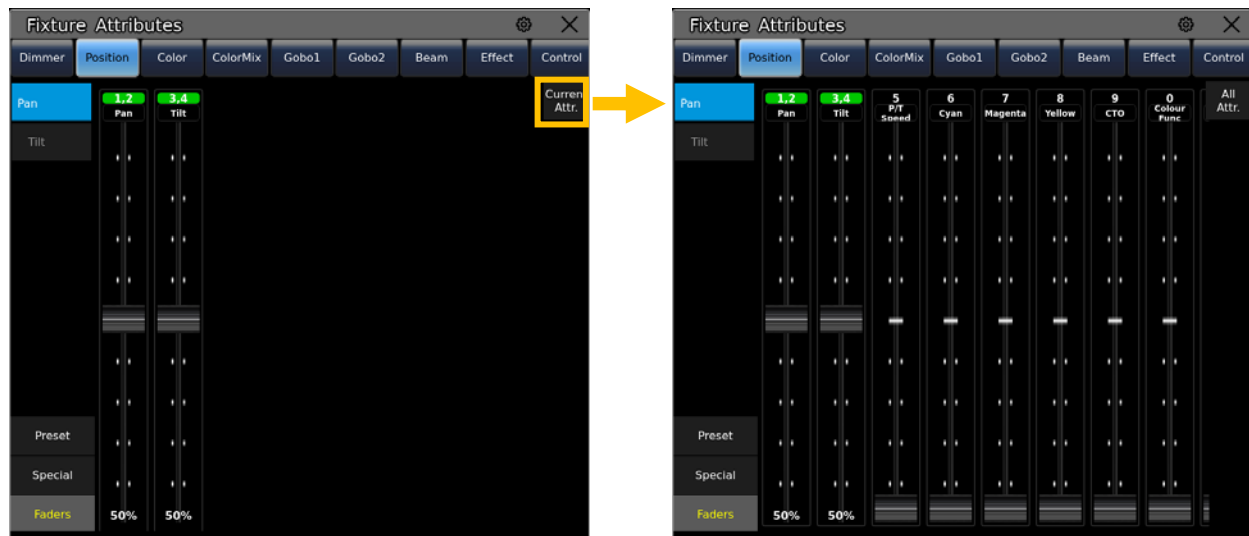 Fixture Attributes
Dimmer Position Color ColorMix Gobo1 Gobo2 Beam Effect Control
Pan
Tilt
1,2
Pan
3,4
Tilt
Curren
Attr.
Preset
Special
Faders
50% 50%
Fixture Attributes
Dimmer Position Color ColorMix Gobo1 Gobo2 Beam Effect Control
Pan
Tilt
1,2
Pan
3,4
Tilt
5
P/T
Speed
6
Cyan
7
Magenta
8
Yellow
9
CTO
0
Colour
Func
All
Attr.
Preset
Special
Faders
50% 50%